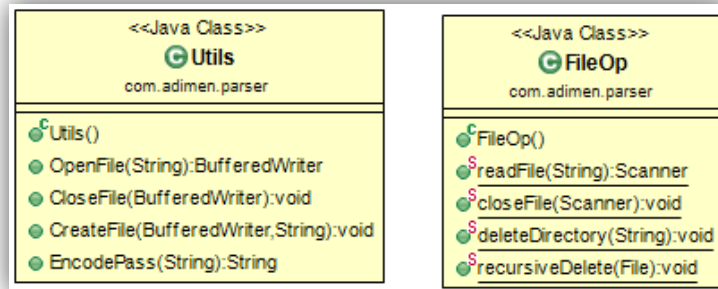 <<Java Class>>
C Utils
com.adimen.parser
C Utils()
OpenFile(String):BufferedWriter
CloseFile(BufferedWriter):void
CreateFile(BufferedWriter,String):void
EncodePass(String):String
<<Java Class>>
C FileOp
com.adimen.parser
C FileOp()
S readFile(String):Scanner
S closeFile(Scanner):void
S deleteDirectory(String):void
S recursiveDelete(File):void